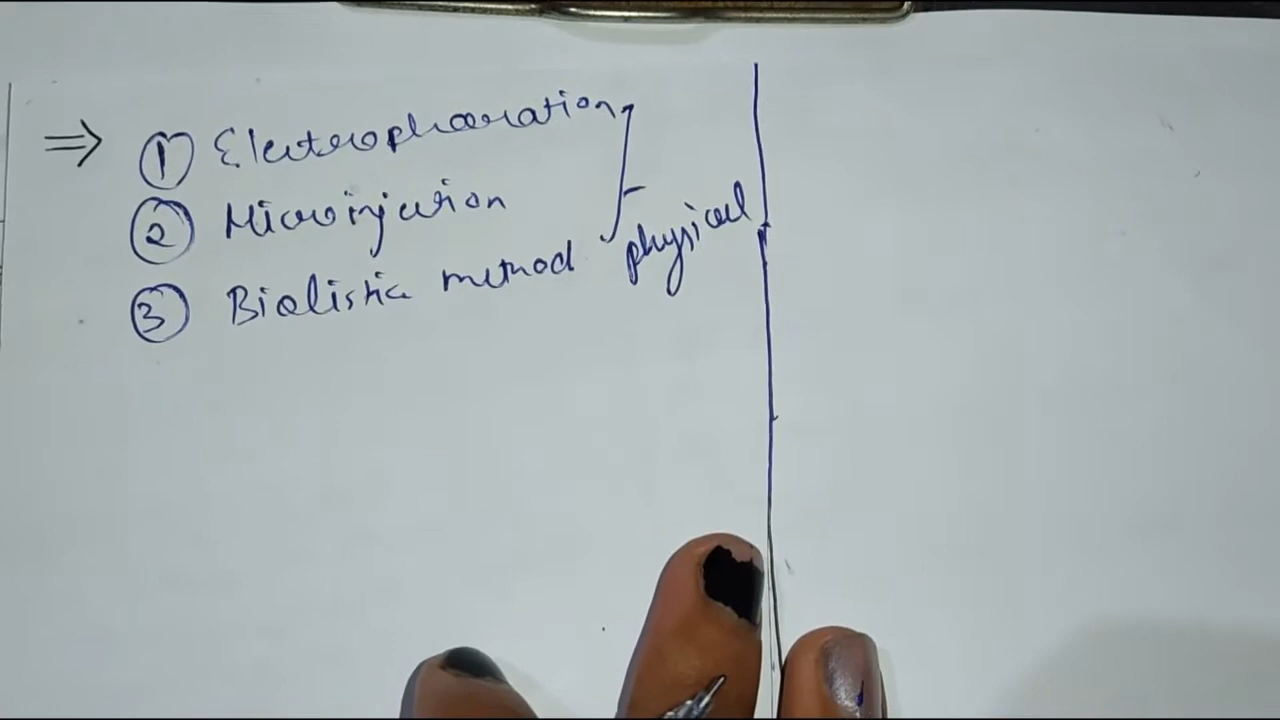 ⇒ ① Electrophoration
② Microinjection
③ Biolistic method
physical